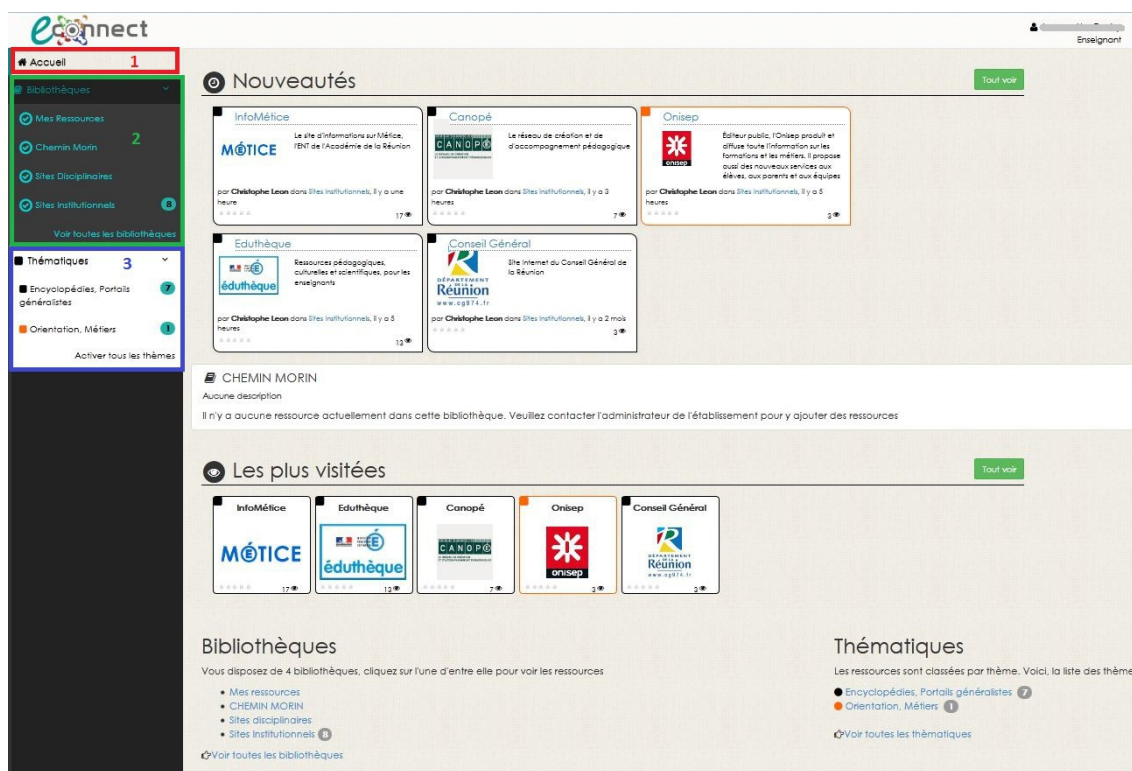 econnect
Enseignant
Accueil 1
Bibliothèques
Mes Ressources
2
Chemin Morin
Sites Disciplinaires
Sites Institutionnels 8
Voir toutes les bibliothèques
Thématiques 3
Encyclopédies, Portails 7
généralistes
Orientation, Métiers 1
Activer tous les thèmes
Nouveautés
Tout voir
InfoMétice
MÉTICE
Le site d'informations sur Métice,
l'ENT de l'Académie de la Réunion
par Christophe Leon dans Sites Institutionnels, il y a une
heure
17
Canopé
CANOPÉ
Le réseau de création et
d'accompagnement pédagogique
par Christophe Leon dans Sites Institutionnels, il y a 3
heures
7
Onisep
onisep
Éditeur public, l'Onisep produit et
diffuse toute l'information sur les
formations et les métiers. Il propose
aussi des nouveaux services aux
élèves, aux parents et aux équipes
par Christophe Leon dans Sites Institutionnels, il y a 5
heures
3
Eduthèque
éduthèque
Ressources pédagogiques,
culturelles et scientifiques, pour les
enseignants
par Christophe Leon dans Sites Institutionnels, il y a 5
heures
13
Conseil Général
DÉPARTEMENT
DE LA
Réunion
www.cg974.fr
Site Internet du Conseil Général de
la Réunion
par Christophe Leon dans Sites Institutionnels, il y a 2 mois
3
CHEMIN MORIN
Aucune description
Il n'y a aucune ressource actuellement dans cette bibliothèque. Veuillez contacter l'administrateur de l'établissement pour y ajouter des ressources
Les plus visitées
Tout voir
InfoMétice
MÉTICE
17
Eduthèque
éduthèque
13
Canopé
CANOPÉ
7
Onisep
onisep
3
Conseil Général
DÉPARTEMENT
DE LA
Réunion
www.cg974.fr
3
Bibliothèques
Vous disposez de 4 bibliothèques, cliquez sur l'une d'entre elle pour voir les ressources
Mes ressources
CHEMIN MORIN
Sites disciplinaires
Sites Institutionnels 8
Voir toutes les bibliothèques
Thématiques
Les ressources sont classées par thème. Voici, la liste des thème
Encyclopédies, Portails généralistes 7
Orientation, Métiers 1
Voir toutes les thèmatiques